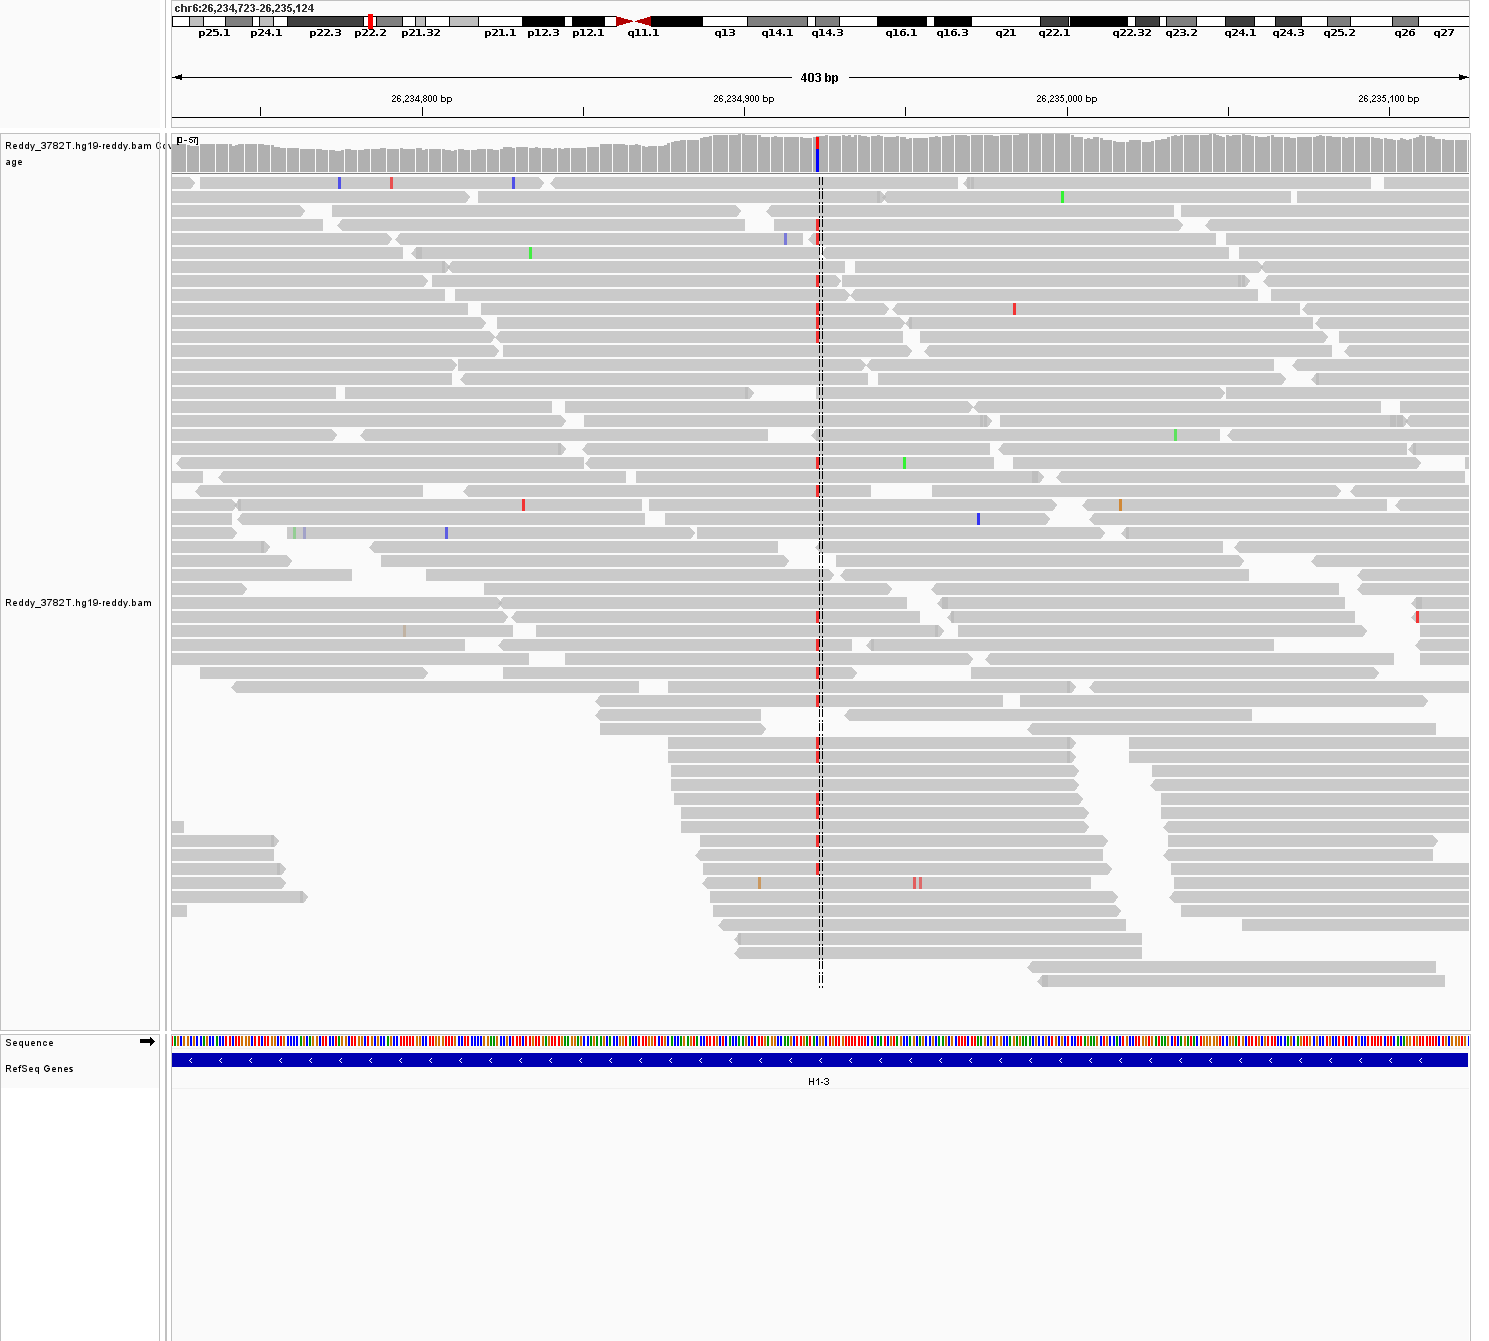 chr6:26,234,723-26,235,124
p25.1 p24.1 p22.3 p22.2 p21.32 p21.1 p12.3 p12.1 q11.1 q13 q14.1 q14.3 q16.1 q16.3 q21 q22.1 q22.32 q23.2 q24.1 q24.3 q25.2 q26 q27
403 bp
26,234,800 bp 26,234,900 bp 26,235,000 bp 26,235,100 bp
[0-57]
Reddy_3782T.hg19-reddy.bam Cov
age
Reddy_3782T.hg19-reddy.bam
Sequence
RefSeq Genes
H1-3